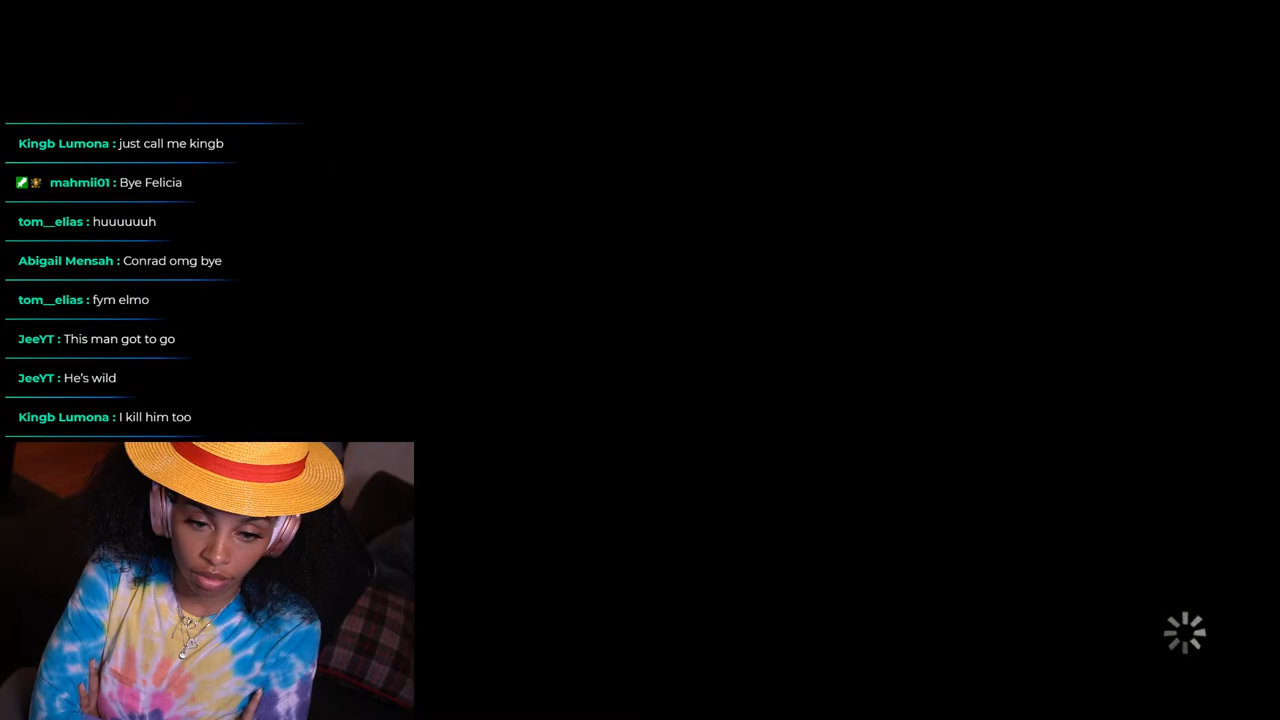 Kingb Lumona : just call me kingb
mahmii01 : Bye Felicia
tom__elias : huuuuuuh
Abigail Mensah : Conrad omg bye
tom__elias : fym elmo
JeeYT : This man got to go
JeeYT : He's wild
Kingb Lumona : I kill him too